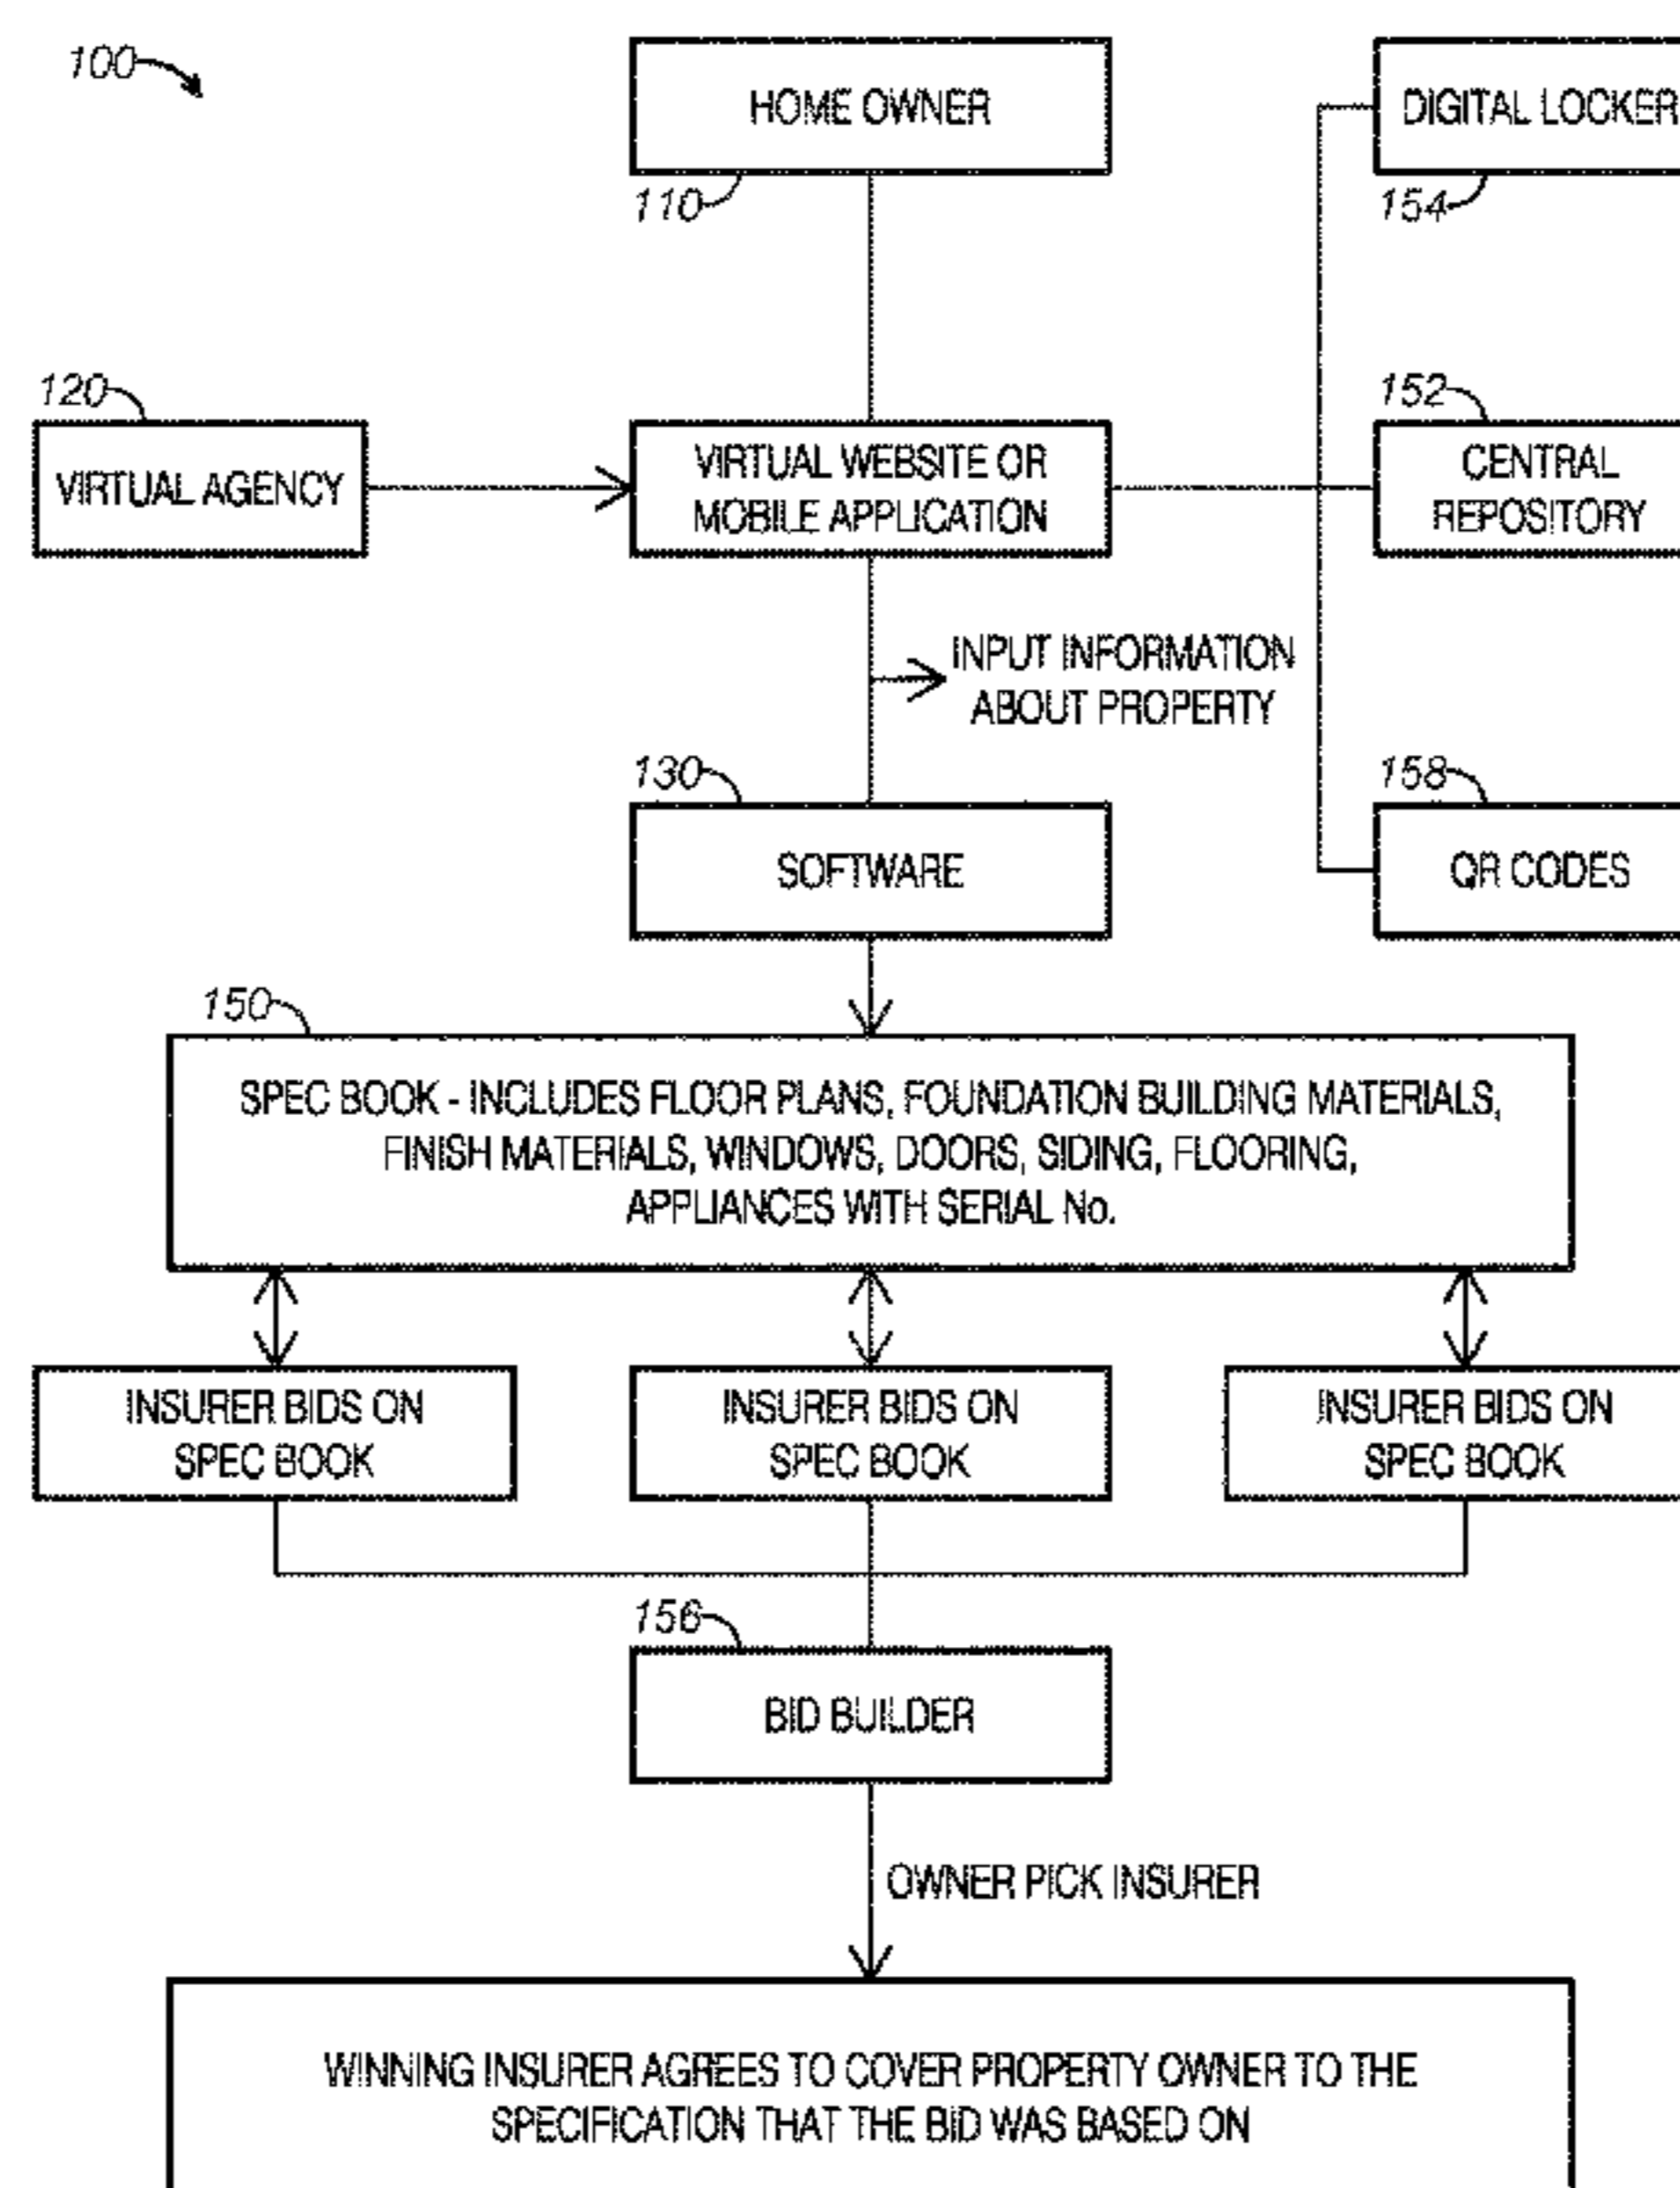 100
HOME OWNER
DIGITAL LOCKER
110
154
120
152
VIRTUAL AGENCY
VIRTUAL WEBSITE OR
MOBILE APPLICATION
CENTRAL
REPOSITORY
INPUT INFORMATION
ABOUT PROPERTY
130
158
SOFTWARE
QR CODES
150
SPEC BOOK - INCLUDES FLOOR PLANS, FOUNDATION BUILDING MATERIALS,
FINISH MATERIALS, WINDOWS, DOORS, SIDING, FLOORING,
APPLIANCES WITH SERIAL No.
INSURER BIDS ON
SPEC BOOK
INSURER BIDS ON
SPEC BOOK
INSURER BIDS ON
SPEC BOOK
156
BID BUILDER
OWNER PICK INSURER
WINNING INSURER AGREES TO COVER PROPERTY OWNER TO THE
SPECIFICATION THAT THE BID WAS BASED ON